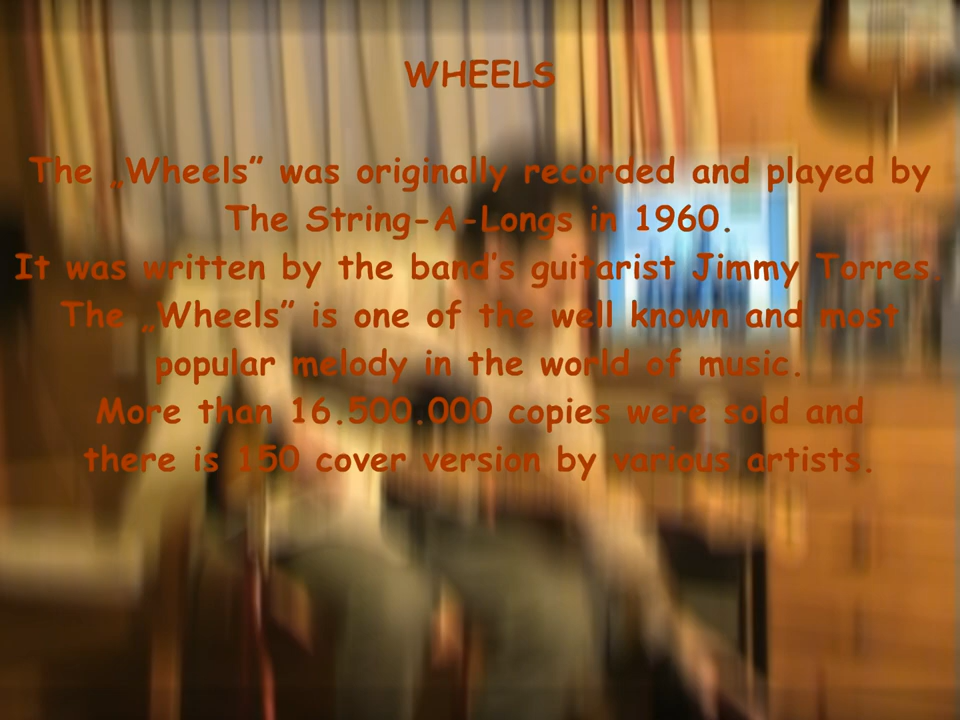 WHEELS
The „Wheels” was originally recorded and played by
The String-A-Longs in 1960.
It was written by the band's guitarist Jimmy Torres.
The „Wheels” is one of the well known and most
popular melody in the world of music.
More than 16.500.000 copies were sold and
there is 150 cover version by various artists.